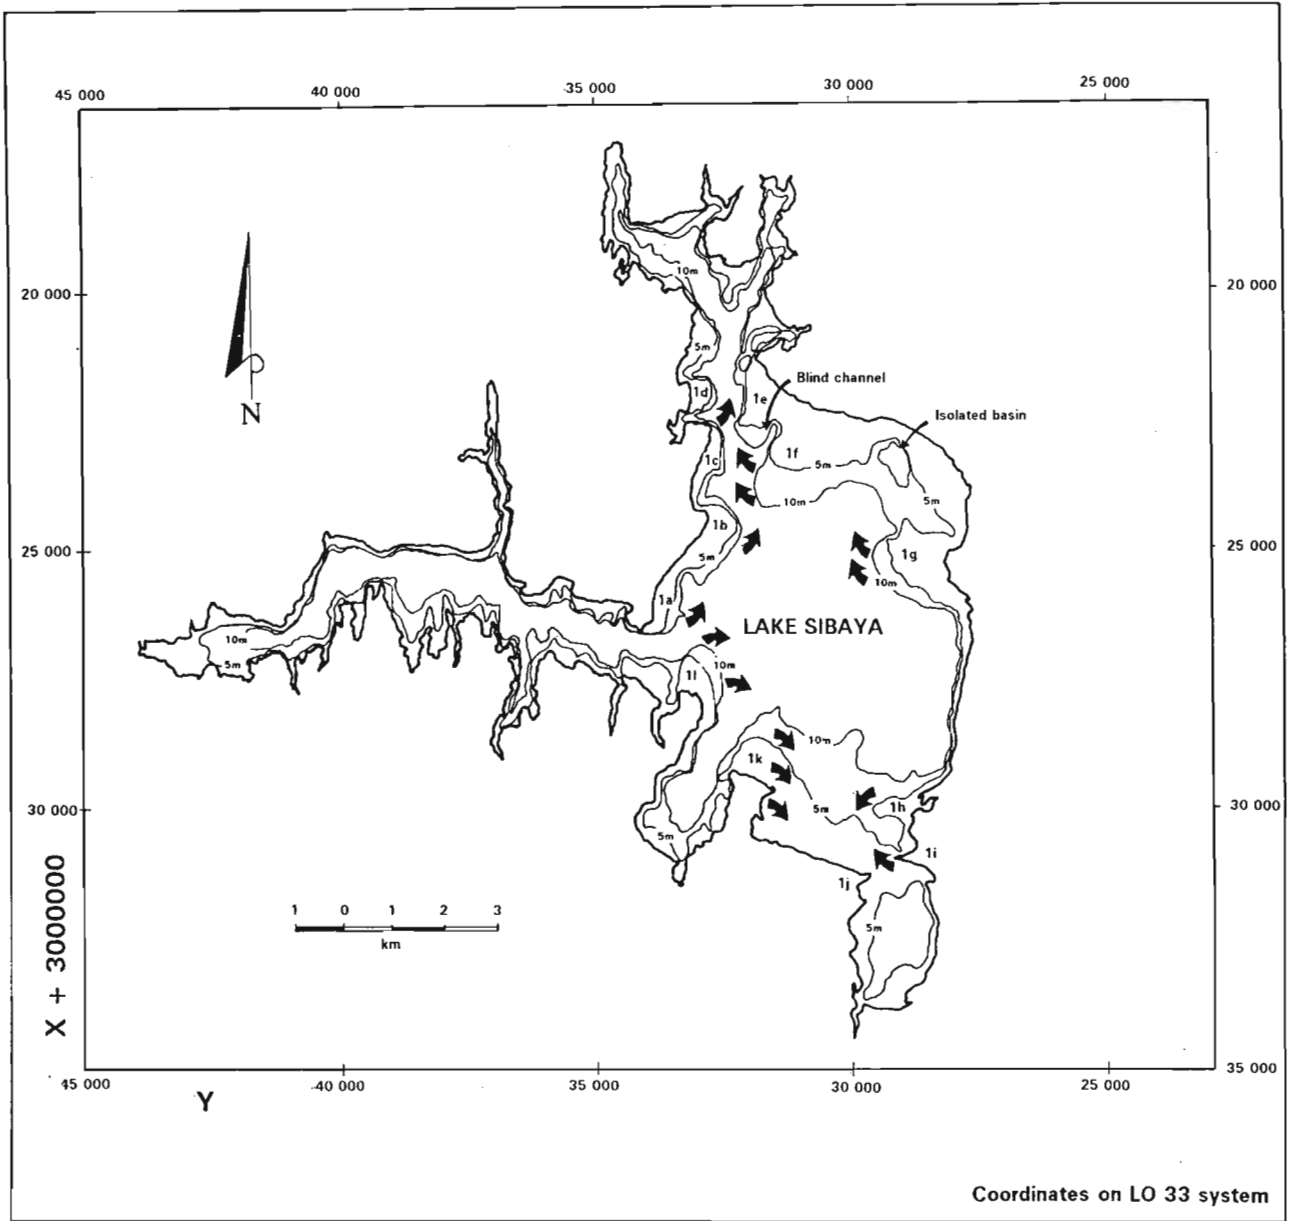 45 000
40 000
35 000
30 000
25 000
10m
20 000
20 000
5m
Blind channel
1d
1e
Isolated basin
N
1f
1c
5m
10m
5m
1b
25 000
25 000
5m
1g
10m
1a
LAKE SIBAYA
10m
5m
10m
1l
10m
1k
30 000
5m
1h
30 000
5m
1i
1j
X + 3000000
1 0 1 2 3
5m
km
35 000
45 000
40 000
35 000
30 000
25 000
Y
Coordinates on LO 33 system